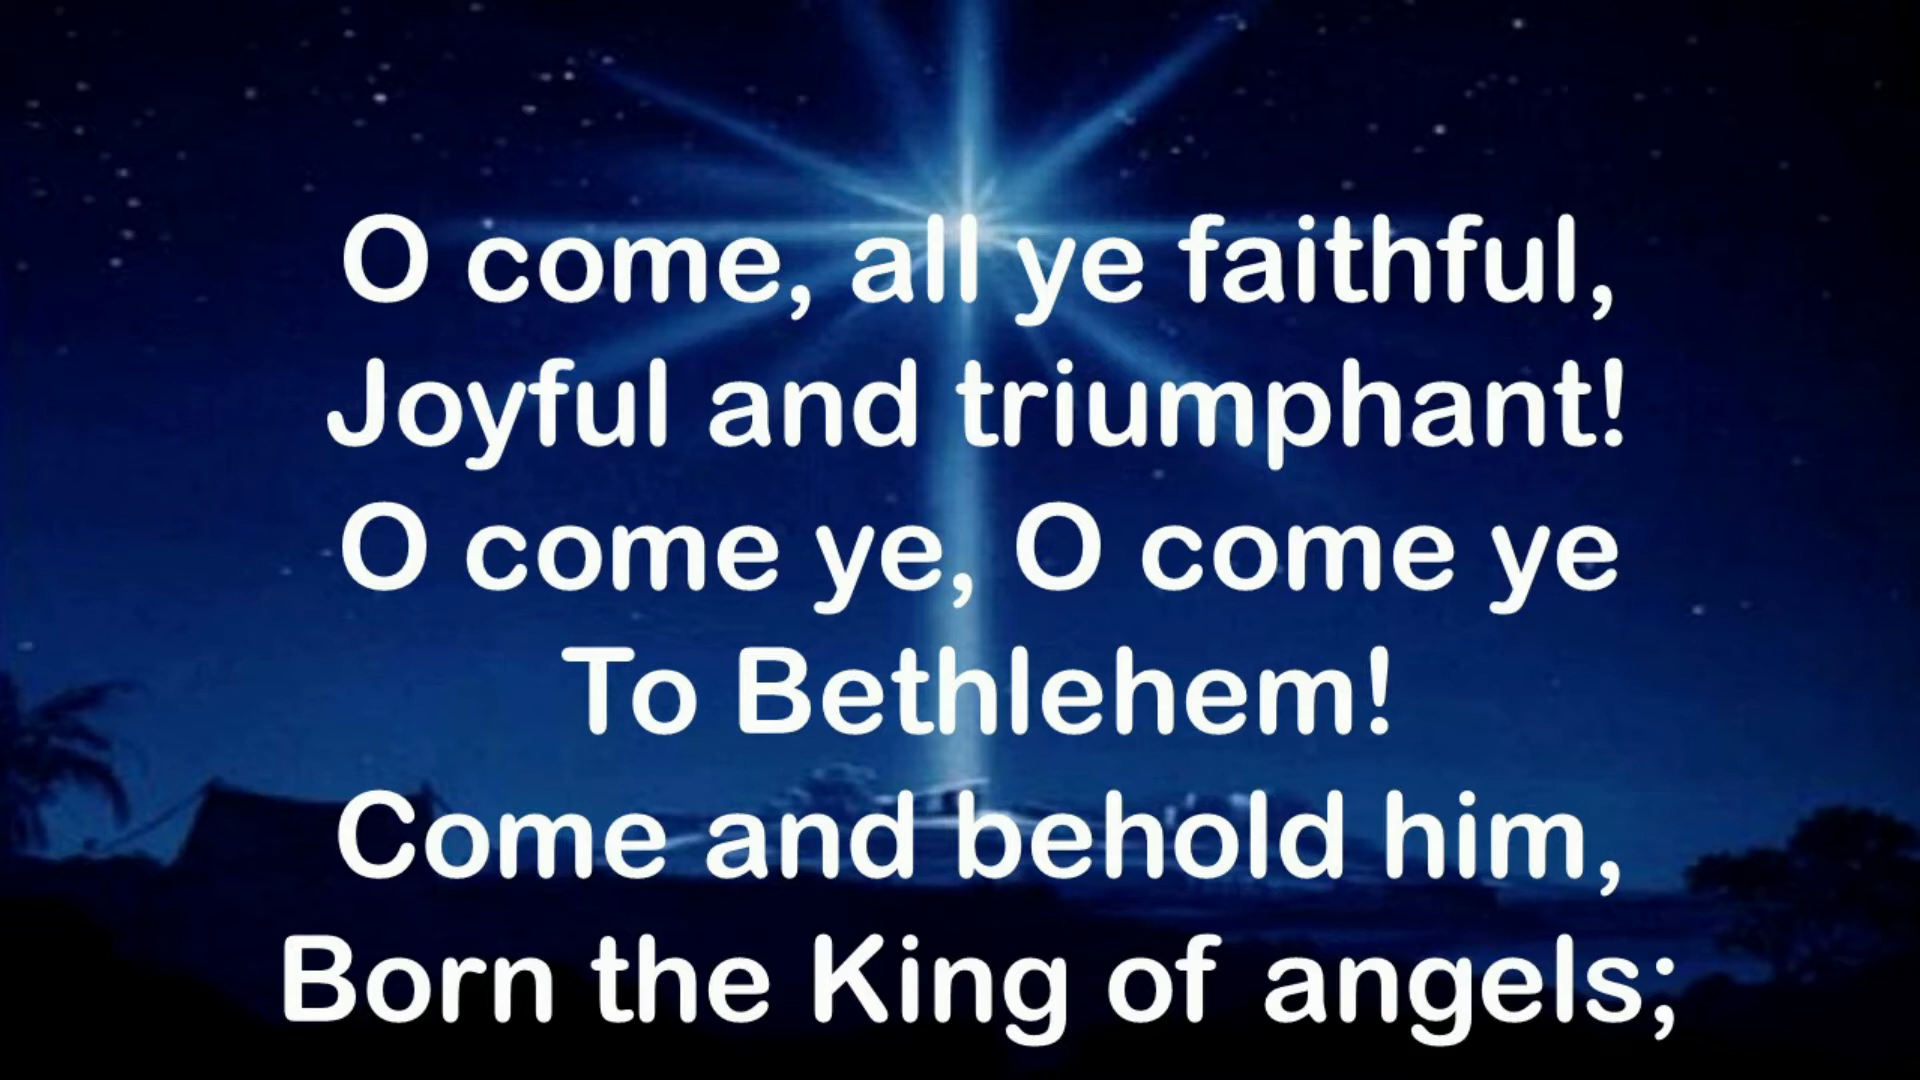 O come, all ye faithful,
Joyful and triumphant!
O come ye, O come ye
To Bethlehem!
Come and behold him,
Born the King of angels;